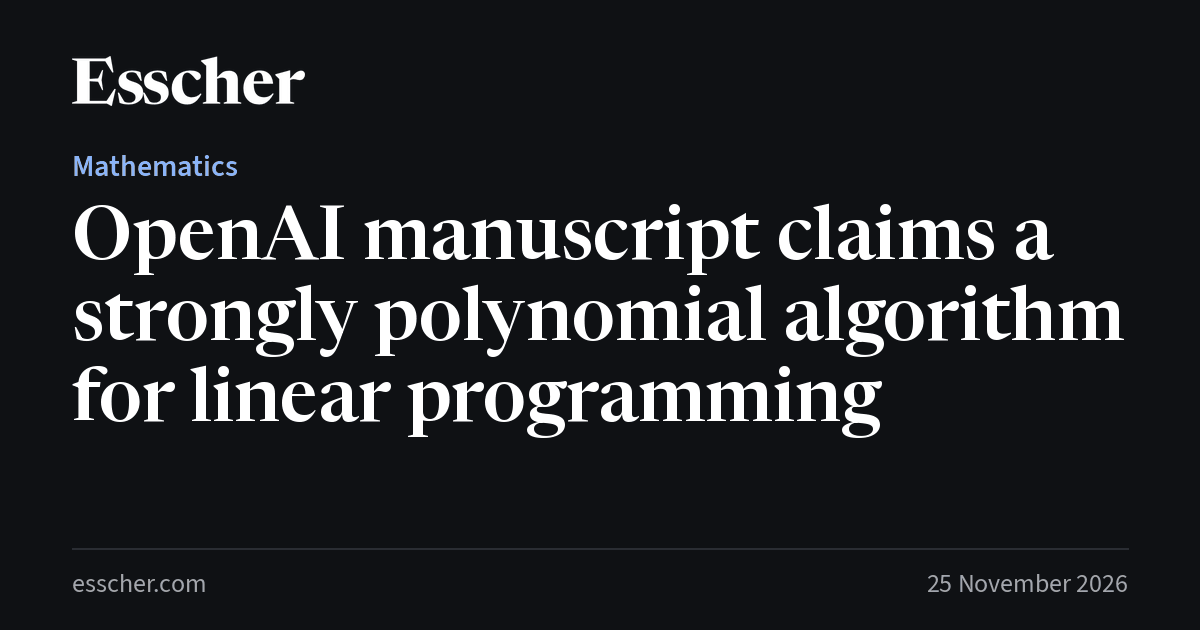 Esscher
Mathematics
OpenAI manuscript claims a
strongly polynomial algorithm
for linear programming
esscher.com
25 November 2026